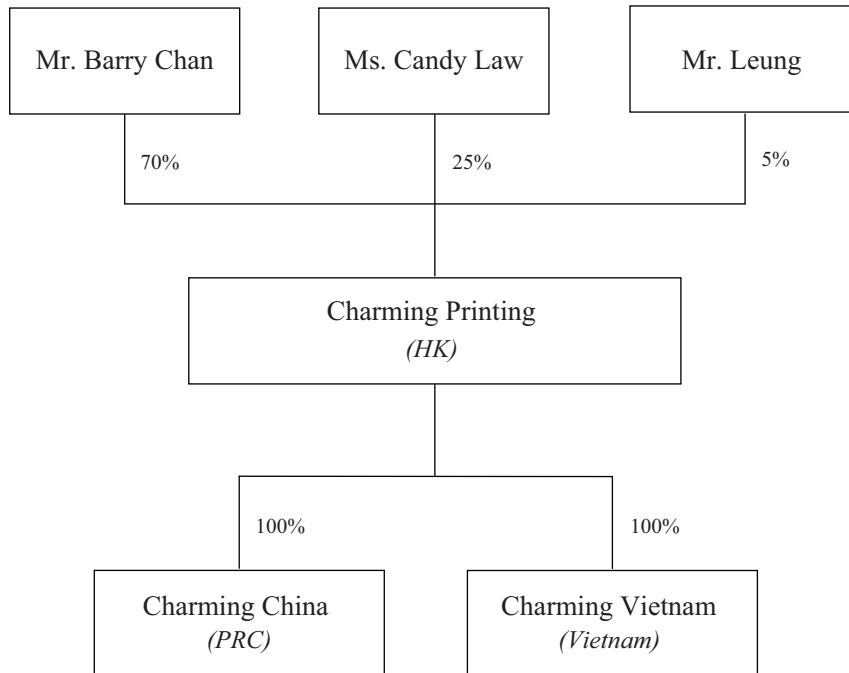 Mr. Barry Chan
Ms. Candy Law
Mr. Leung
70%
25%
5%
Charming Printing
(HK)
100%
100%
Charming China
(PRC)
Charming Vietnam
(Vietnam)